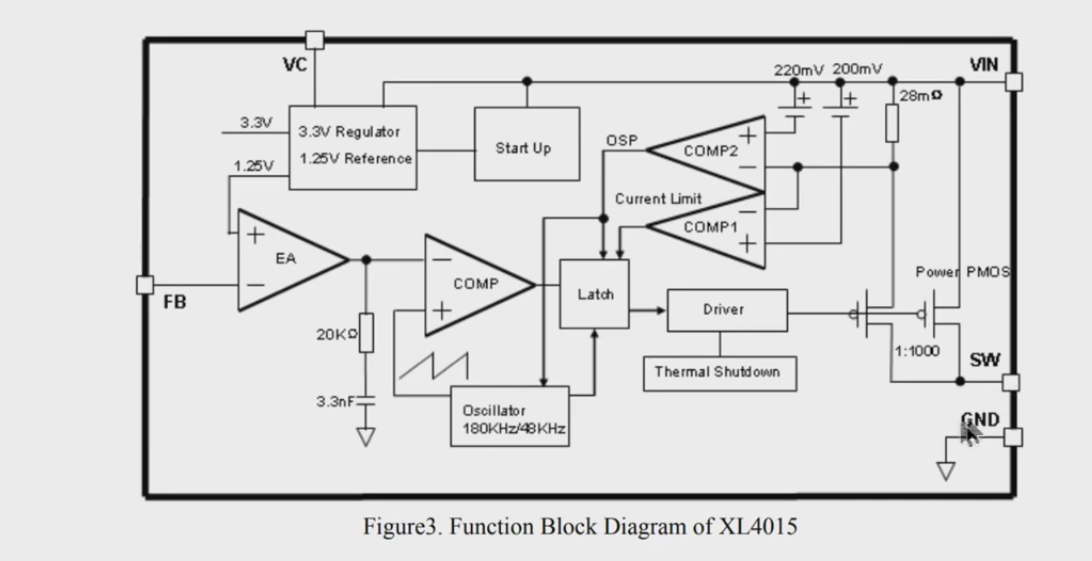 VC
220mV 200mV
VIN
28mΩ
3.3V
3.3V Regulator
1.25V Reference
1.25V
Start Up
OSP
+
COMP2
−
Current Limit
−
COMP1
+
+
EA
−
FB
−
COMP
+
Latch
Driver
Power PMOS
1:1000
Thermal Shutdown
SW
20KΩ
3.3nF
Oscillator
180KHz/48KHz
GND
Figure3. Function Block Diagram of XL4015